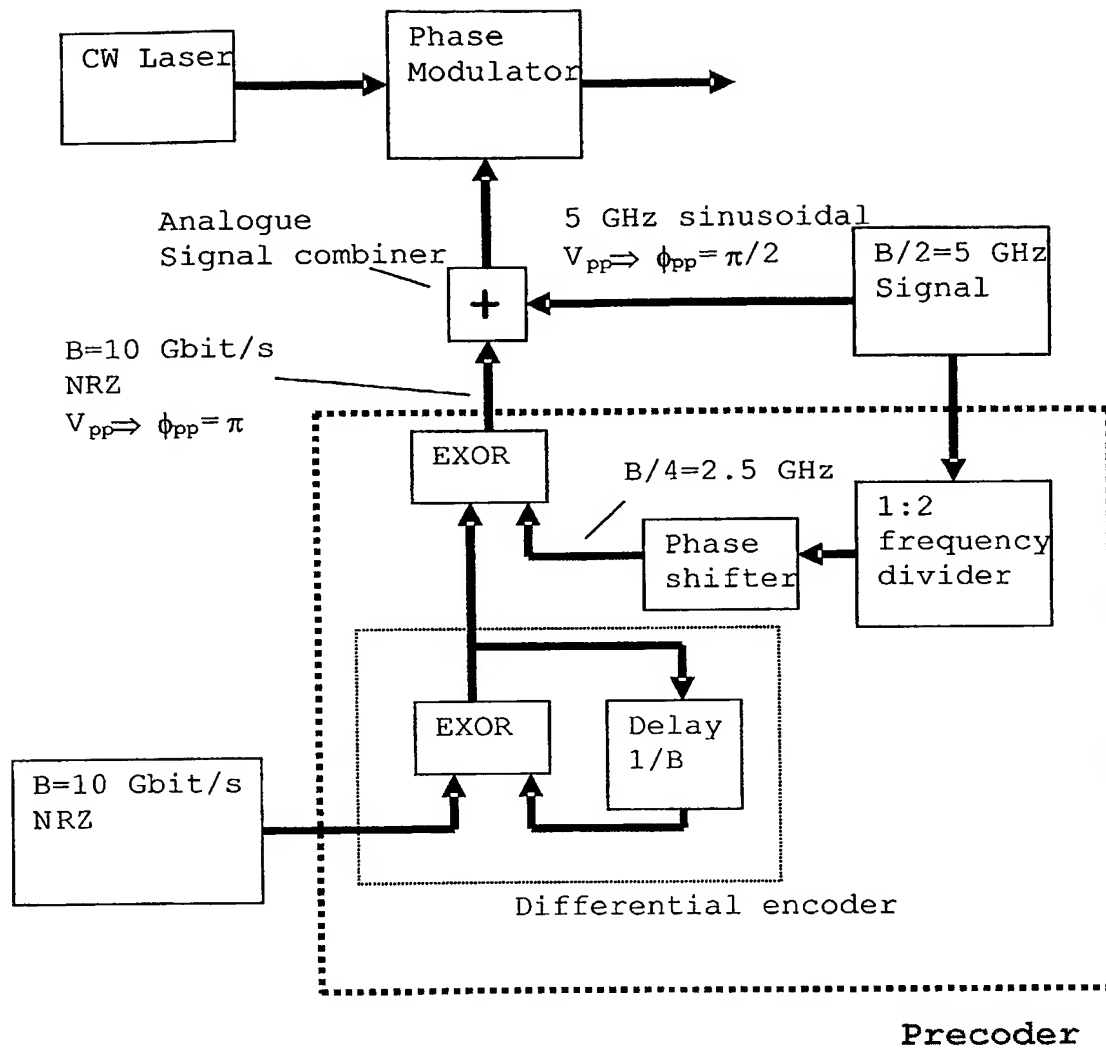 CW Laser
Phase
Modulator
Analogue
Signal combiner
5 GHz sinusoidal
Vpp⇒ ϕpp=π/2
B/2=5 GHz
Signal
+
B=10 Gbit/s
NRZ
Vpp⇒ ϕpp=π
EXOR
B/4=2.5 GHz
Phase
shifter
1:2
frequency
divider
EXOR
Delay
1/B
B=10 Gbit/s
NRZ
Differential encoder
Precoder